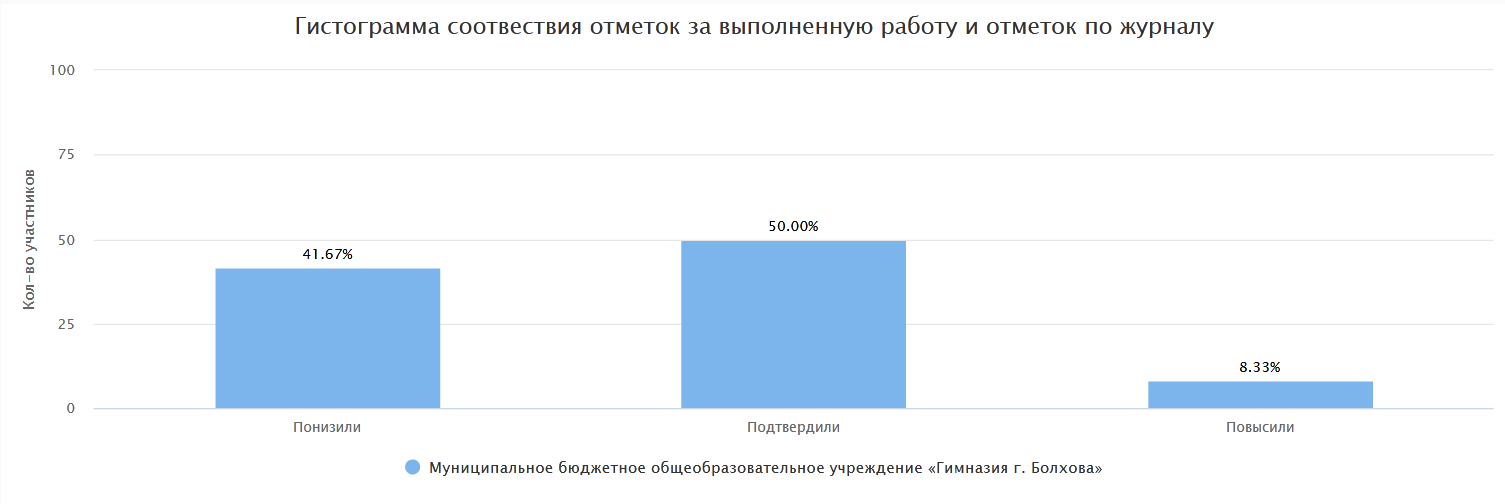 Гистограмма соотвествия отметок за выполненную работу и отметок по журналу
100
75
50
25
0
Кол-во участников
41.67%
50.00%
8.33%
Понизили
Подтвердили
Повысили
Муниципальное бюджетное общеобразовательное учреждение «Гимназия г. Болхова»